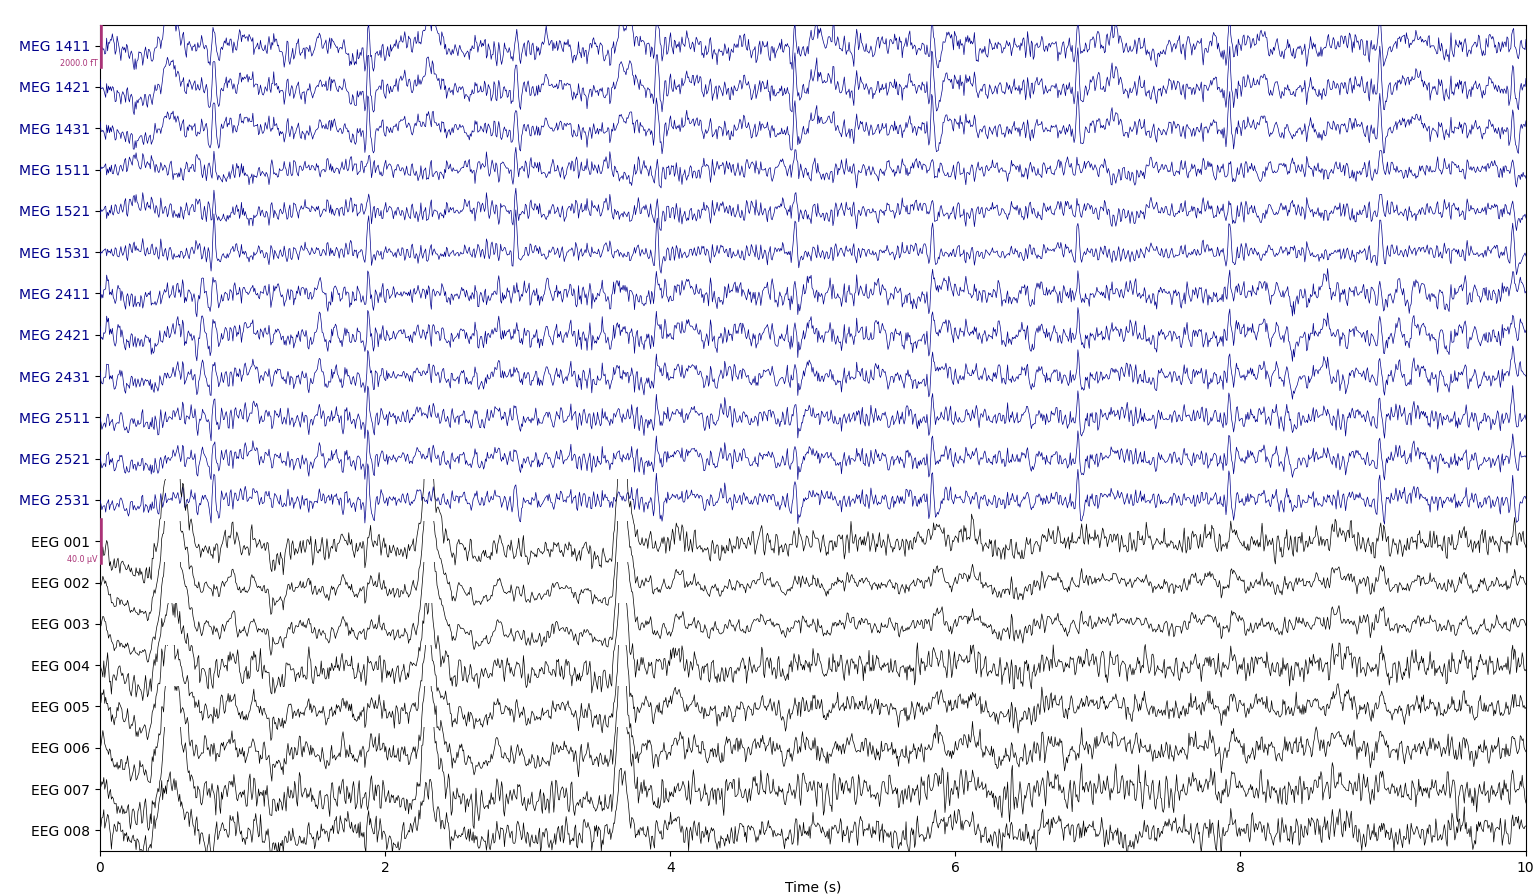 MEG 1411
2000.0 fT
MEG 1421
MEG 1431
MEG 1511
MEG 1521
MEG 1531
MEG 2411
MEG 2421
MEG 2431
MEG 2511
MEG 2521
MEG 2531
EEG 001
40.0 µV
EEG 002
EEG 003
EEG 004
EEG 005
EEG 006
EEG 007
EEG 008
0 2 4 6 8 10
Time (s)